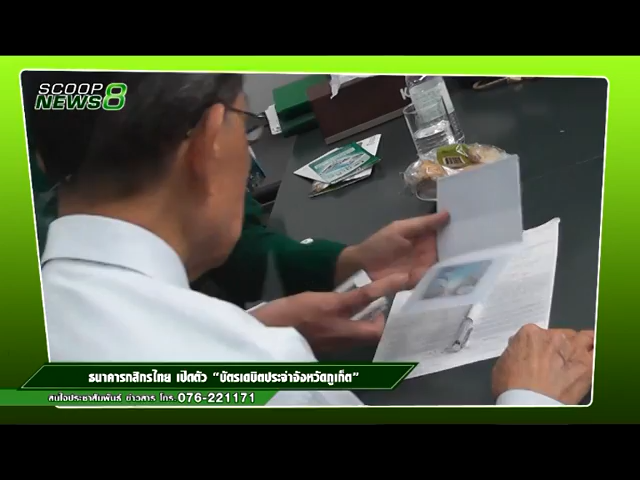 SCOOP
NEWS 8
ธนาคารกสิกรไทย เปิดตัว “บัตรเดบิตประจำจังหวัดภูเก็ต”
สนใจประชาสัมพันธ์ ข่าวสาร โทร. 076-221171